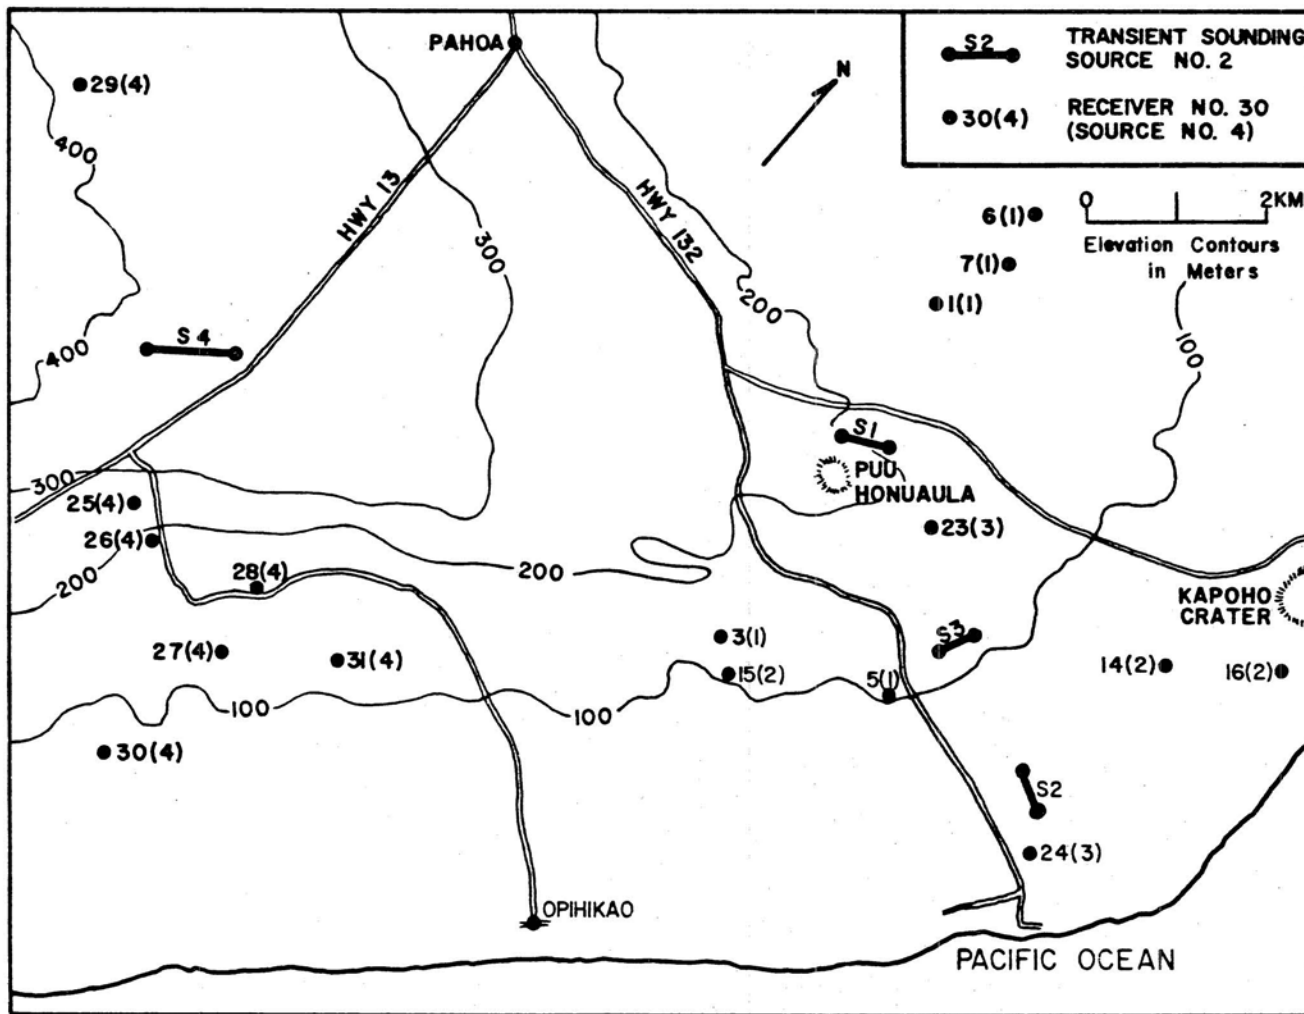 PAHOA
S2
TRANSIENT SOUNDING
SOURCE NO. 2
30(4)
RECEIVER NO. 30
(SOURCE NO. 4)
N
29(4)
400
HWY 13
HWY 132
300
200
6(1)
0
2KM
Elevation Contours
in Meters
7(1)
1(1)
100
400
S4
S1
PUU
HONUAULA
300
25(4)
23(3)
26(4)
200
28(4)
200
KAPOHO
CRATER
27(4)
31(4)
3(1)
S3
15(2)
5(1)
14(2)
16(2)
100
100
30(4)
S2
24(3)
OPIHIKAO
PACIFIC OCEAN